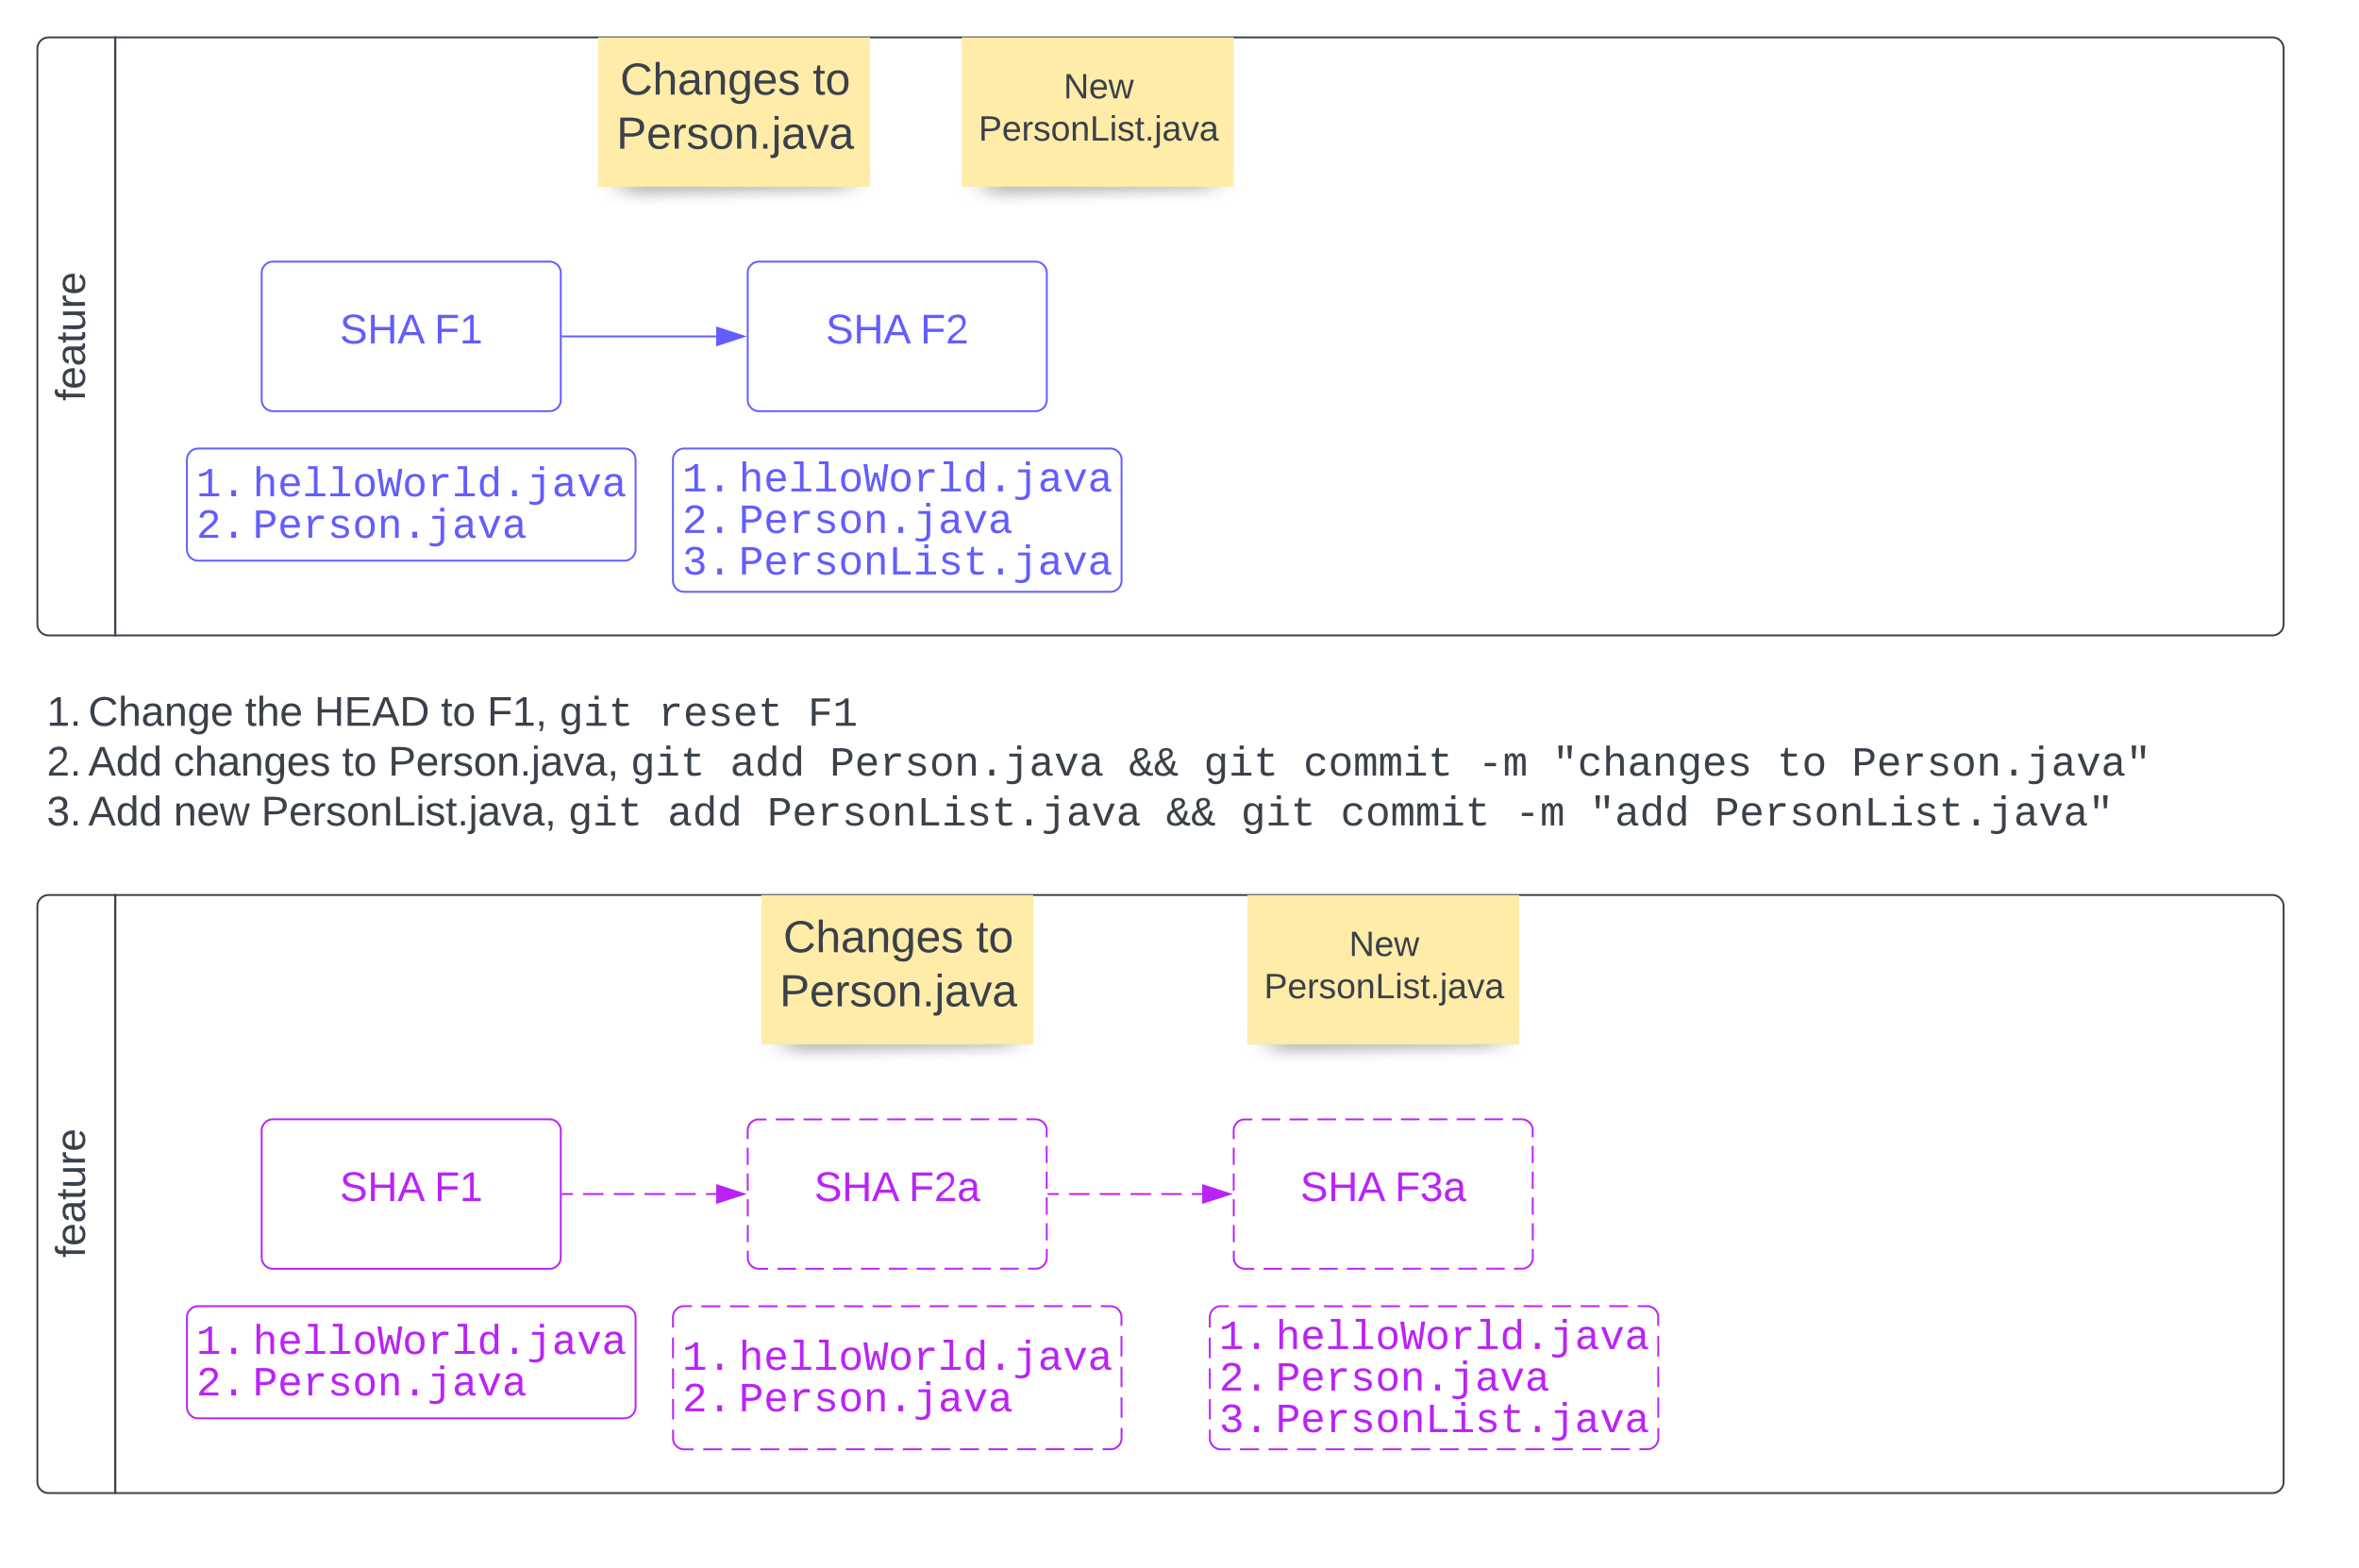 Changes to
Person.java
New
PersonList.java
feature
SHA F1
SHA F2
1. helloWorld.java
2. Person.java
1. helloWorld.java
2. Person.java
3. PersonList.java
1. Change the HEAD to F1, git reset F1
2. Add changes to Person.java, git add Person.java && git commit -m "changes to Person.java"
3. Add new PersonList.java, git add PersonList.java && git commit -m "add PersonList.java"
Changes to
Person.java
New
PersonList.java
feature
SHA F1
SHA F2a
SHA F3a
1. helloWorld.java
2. Person.java
1. helloWorld.java
2. Person.java
1. helloWorld.java
2. Person.java
3. PersonList.java